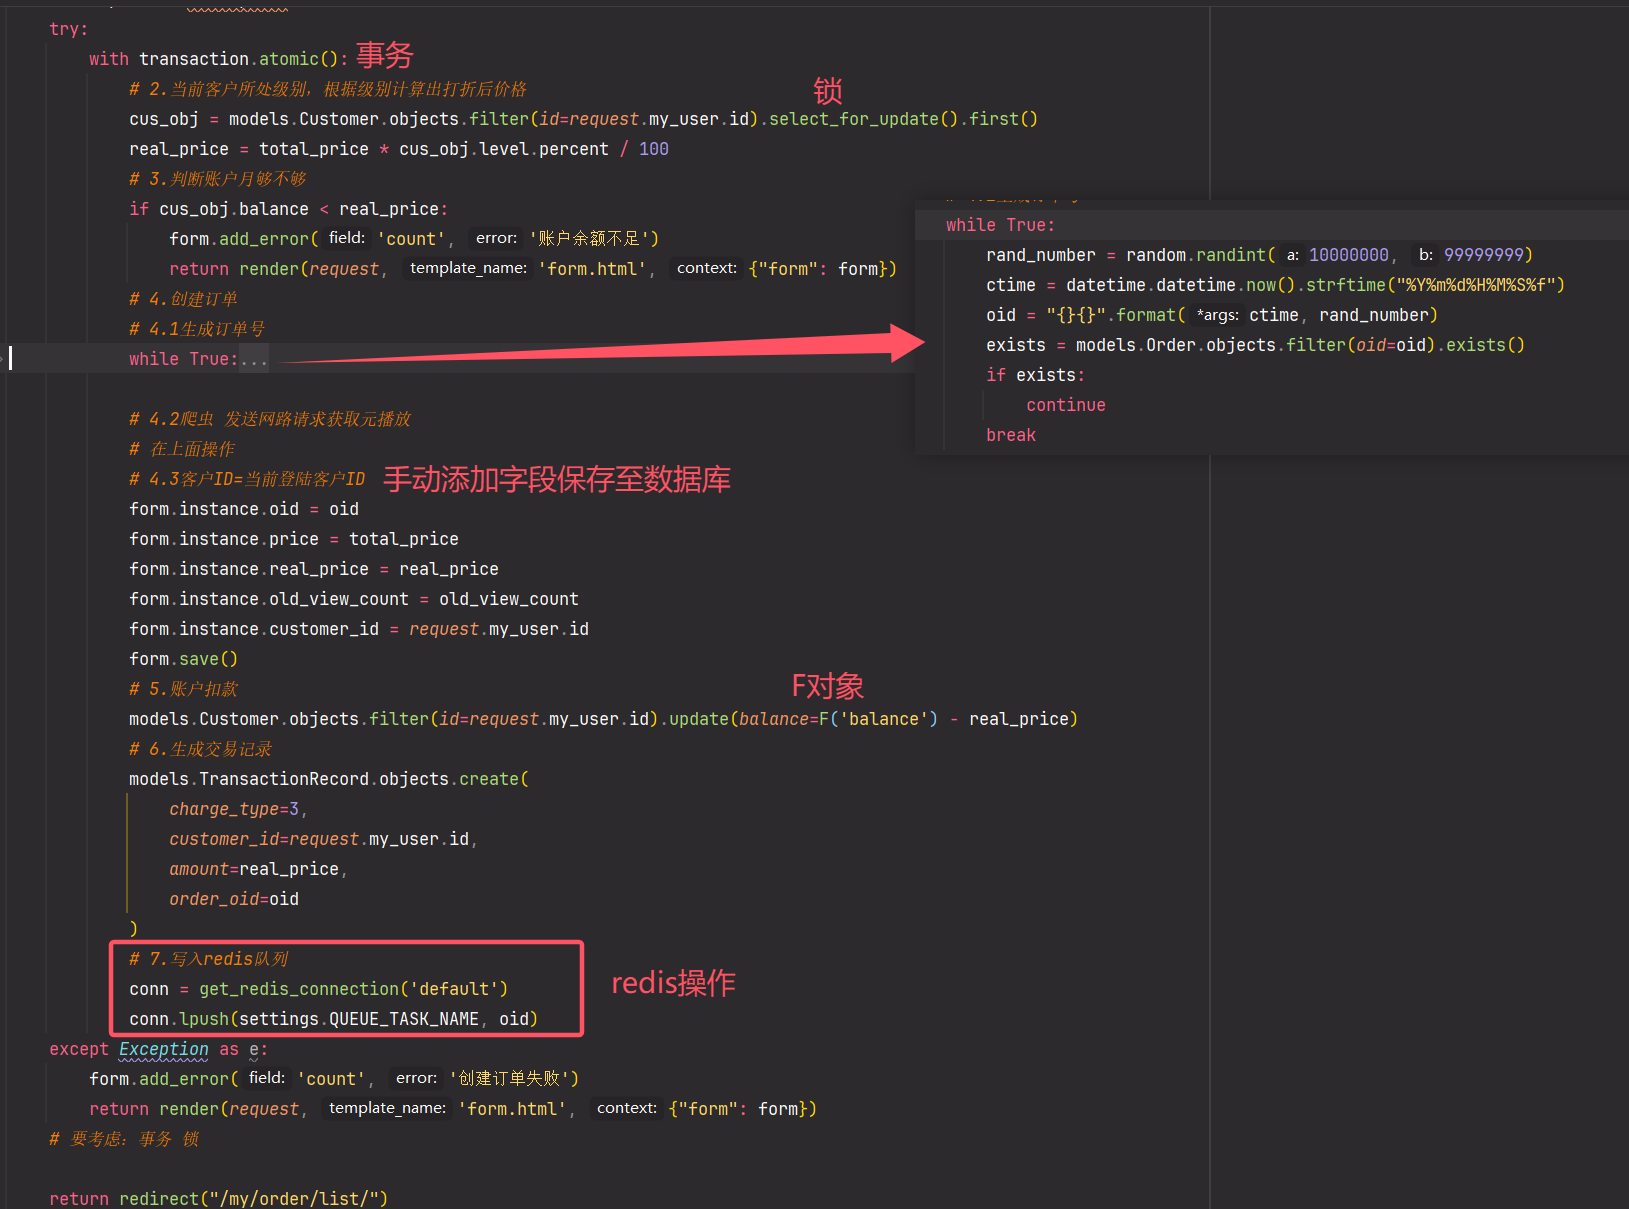 try:
with transaction.atomic(): 事务
# 2.当前客户所处级别，根据级别计算出打折后价格
锁
cus_obj = models.Customer.objects.filter(id=request.my_user.id).select_for_update().first()
real_price = total_price * cus_obj.level.percent / 100
# 3.判断账户月够不够
if cus_obj.balance < real_price:
form.add_error( field: 'count', error: '账户余额不足')
return render(request, template_name: 'form.html', context: {"form": form})
# 4.创建订单
# 4.1生成订单号
while True:...
while True:
rand_number = random.randint( a: 10000000, b: 99999999)
ctime = datetime.datetime.now().strftime("%Y%m%d%H%M%S%f")
oid = "{}{}".format( *args: ctime, rand_number)
exists = models.Order.objects.filter(oid=oid).exists()
if exists:
continue
break
# 4.2爬虫 发送网路请求获取元播放
# 在上面操作
# 4.3客户ID=当前登陆客户ID 手动添加字段保存至数据库
form.instance.oid = oid
form.instance.price = total_price
form.instance.real_price = real_price
form.instance.old_view_count = old_view_count
form.instance.customer_id = request.my_user.id
form.save()
# 5.账户扣款
F对象
models.Customer.objects.filter(id=request.my_user.id).update(balance=F('balance') - real_price)
# 6.生成交易记录
models.TransactionRecord.objects.create(
charge_type=3,
customer_id=request.my_user.id,
amount=real_price,
order_oid=oid
)
# 7.写入redis队列
conn = get_redis_connection('default')
redis操作
conn.lpush(settings.QUEUE_TASK_NAME, oid)
except Exception as e:
form.add_error( field: 'count', error: '创建订单失败')
return render(request, template_name: 'form.html', context: {"form": form})
# 要考虑: 事务 锁
return redirect("/my/order/list/")